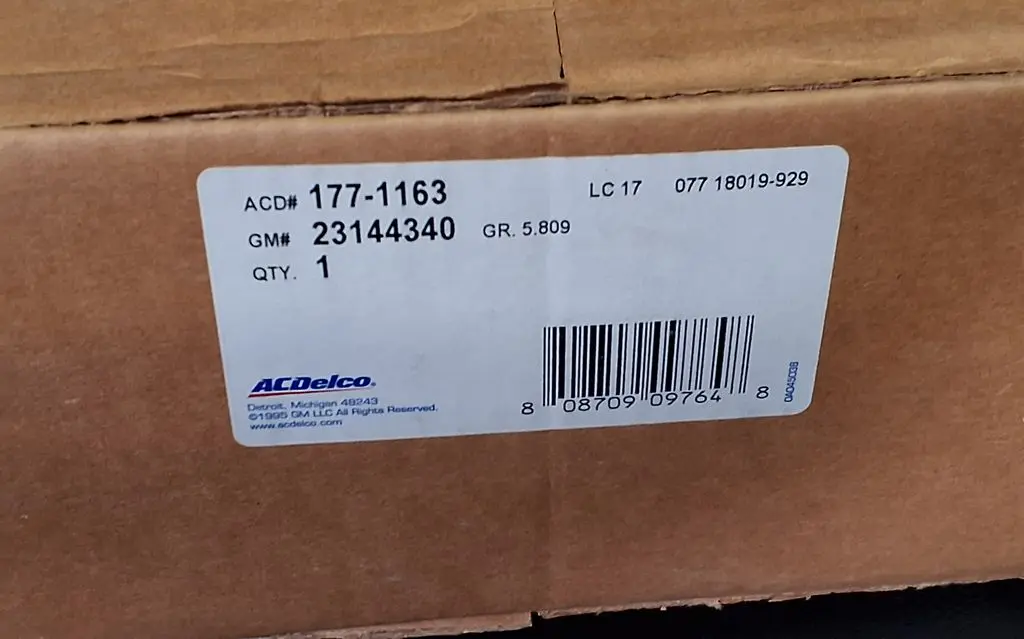 ACD# 177-1163
LC 17 077 18019-929
GM# 23144340 GR. 5.809
QTY. 1
ACDelco®
Detroit, Michigan 48243
©1995 GM LLC All Rights Reserved.
www.acdelco.com
8 08709 09764 8